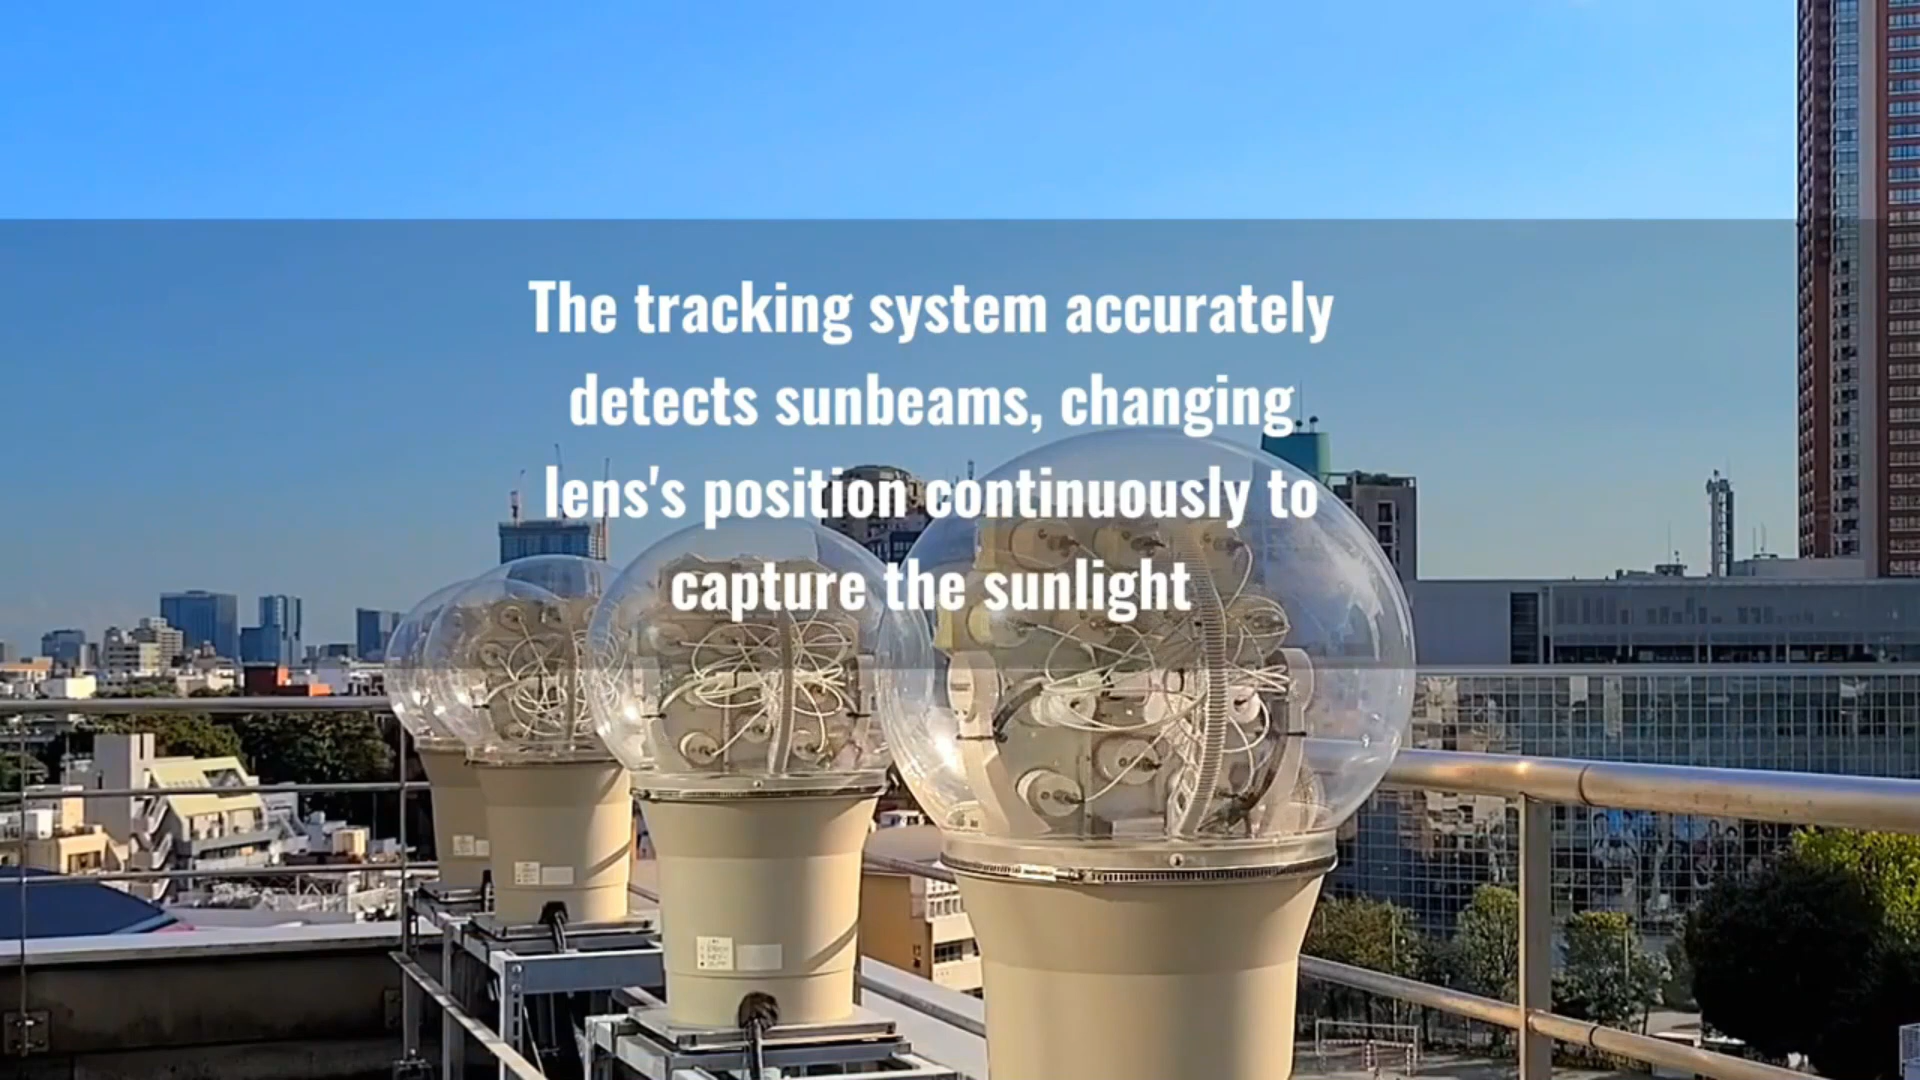 The tracking system accurately
detects sunbeams, changing
lens's position continuously to
capture the sunlight